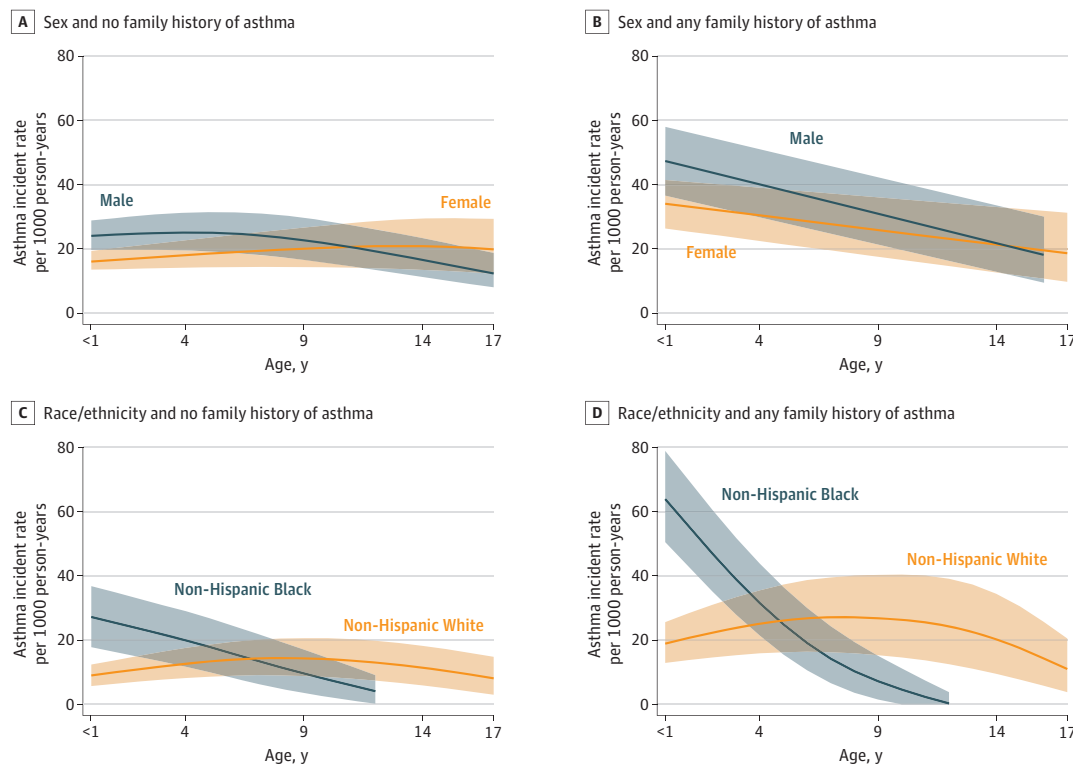 A Sex and no family history of asthma
80
60
40
20
0
Asthma incident rate
per 1000 person-years
Male
Female
<1 4 9 14 17
Age, y
B Sex and any family history of asthma
80
60
40
20
0
Asthma incident rate
per 1000 person-years
Male
Female
<1 4 9 14 17
Age, y
C Race/ethnicity and no family history of asthma
80
60
40
20
0
Asthma incident rate
per 1000 person-years
Non-Hispanic Black
Non-Hispanic White
<1 4 9 14 17
Age, y
D Race/ethnicity and any family history of asthma
80
60
40
20
0
Asthma incident rate
per 1000 person-years
Non-Hispanic Black
Non-Hispanic White
<1 4 9 14 17
Age, y